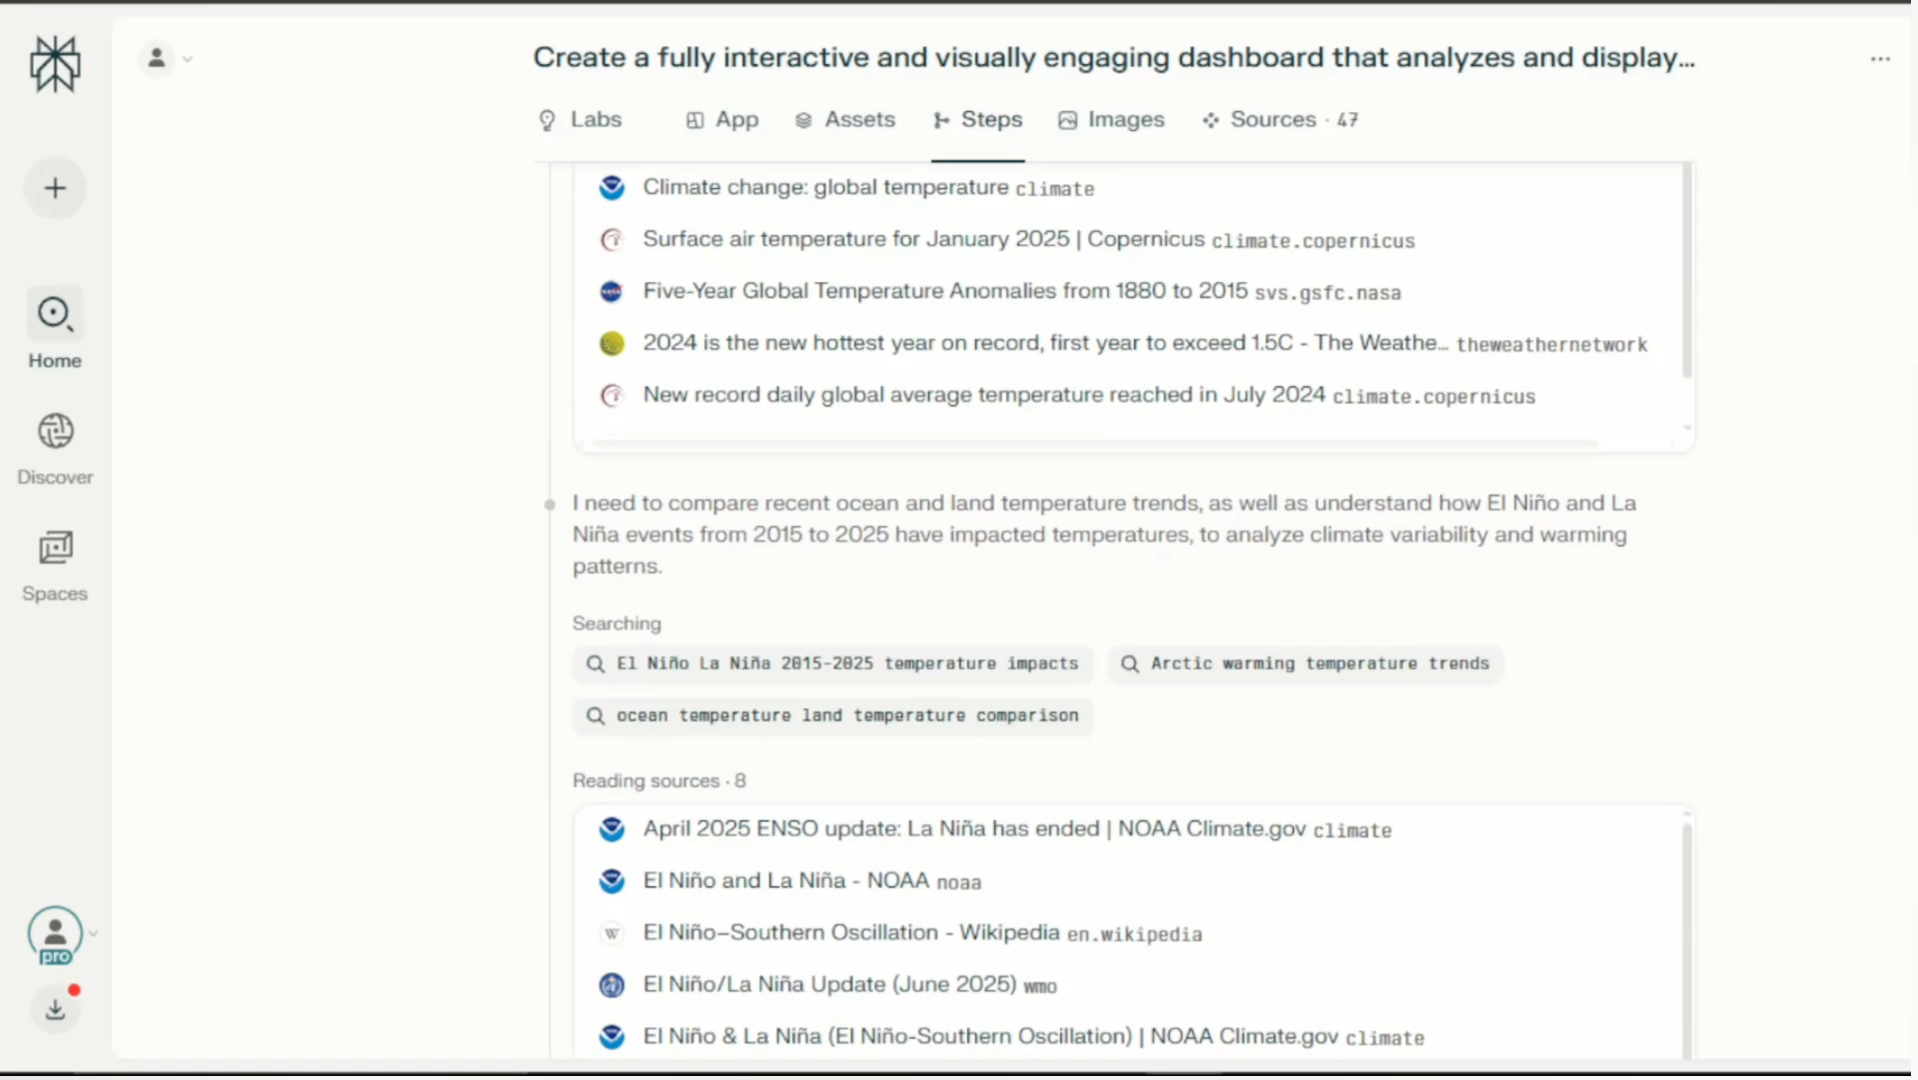 Create a fully interactive and visually engaging dashboard that analyzes and display...
Labs App Assets Steps Images Sources · 47
Climate change: global temperature climate
Surface air temperature for January 2025 | Copernicus climate.copernicus
Five-Year Global Temperature Anomalies from 1880 to 2015 svs.gsfc.nasa
2024 is the new hottest year on record, first year to exceed 1.5C - The Weathe... theweathernetwork
New record daily global average temperature reached in July 2024 climate.copernicus
Home
Discover
Spaces
I need to compare recent ocean and land temperature trends, as well as understand how El Niño and La
Niña events from 2015 to 2025 have impacted temperatures, to analyze climate variability and warming
patterns.
Searching
El Niño La Niña 2015-2025 temperature impacts
Arctic warming temperature trends
ocean temperature land temperature comparison
Reading sources · 8
April 2025 ENSO update: La Niña has ended | NOAA Climate.gov climate
El Niño and La Niña - NOAA noaa
W El Niño–Southern Oscillation - Wikipedia en.wikipedia
El Niño/La Niña Update (June 2025) wmo
El Niño & La Niña (El Niño-Southern Oscillation) | NOAA Climate.gov climate
pro